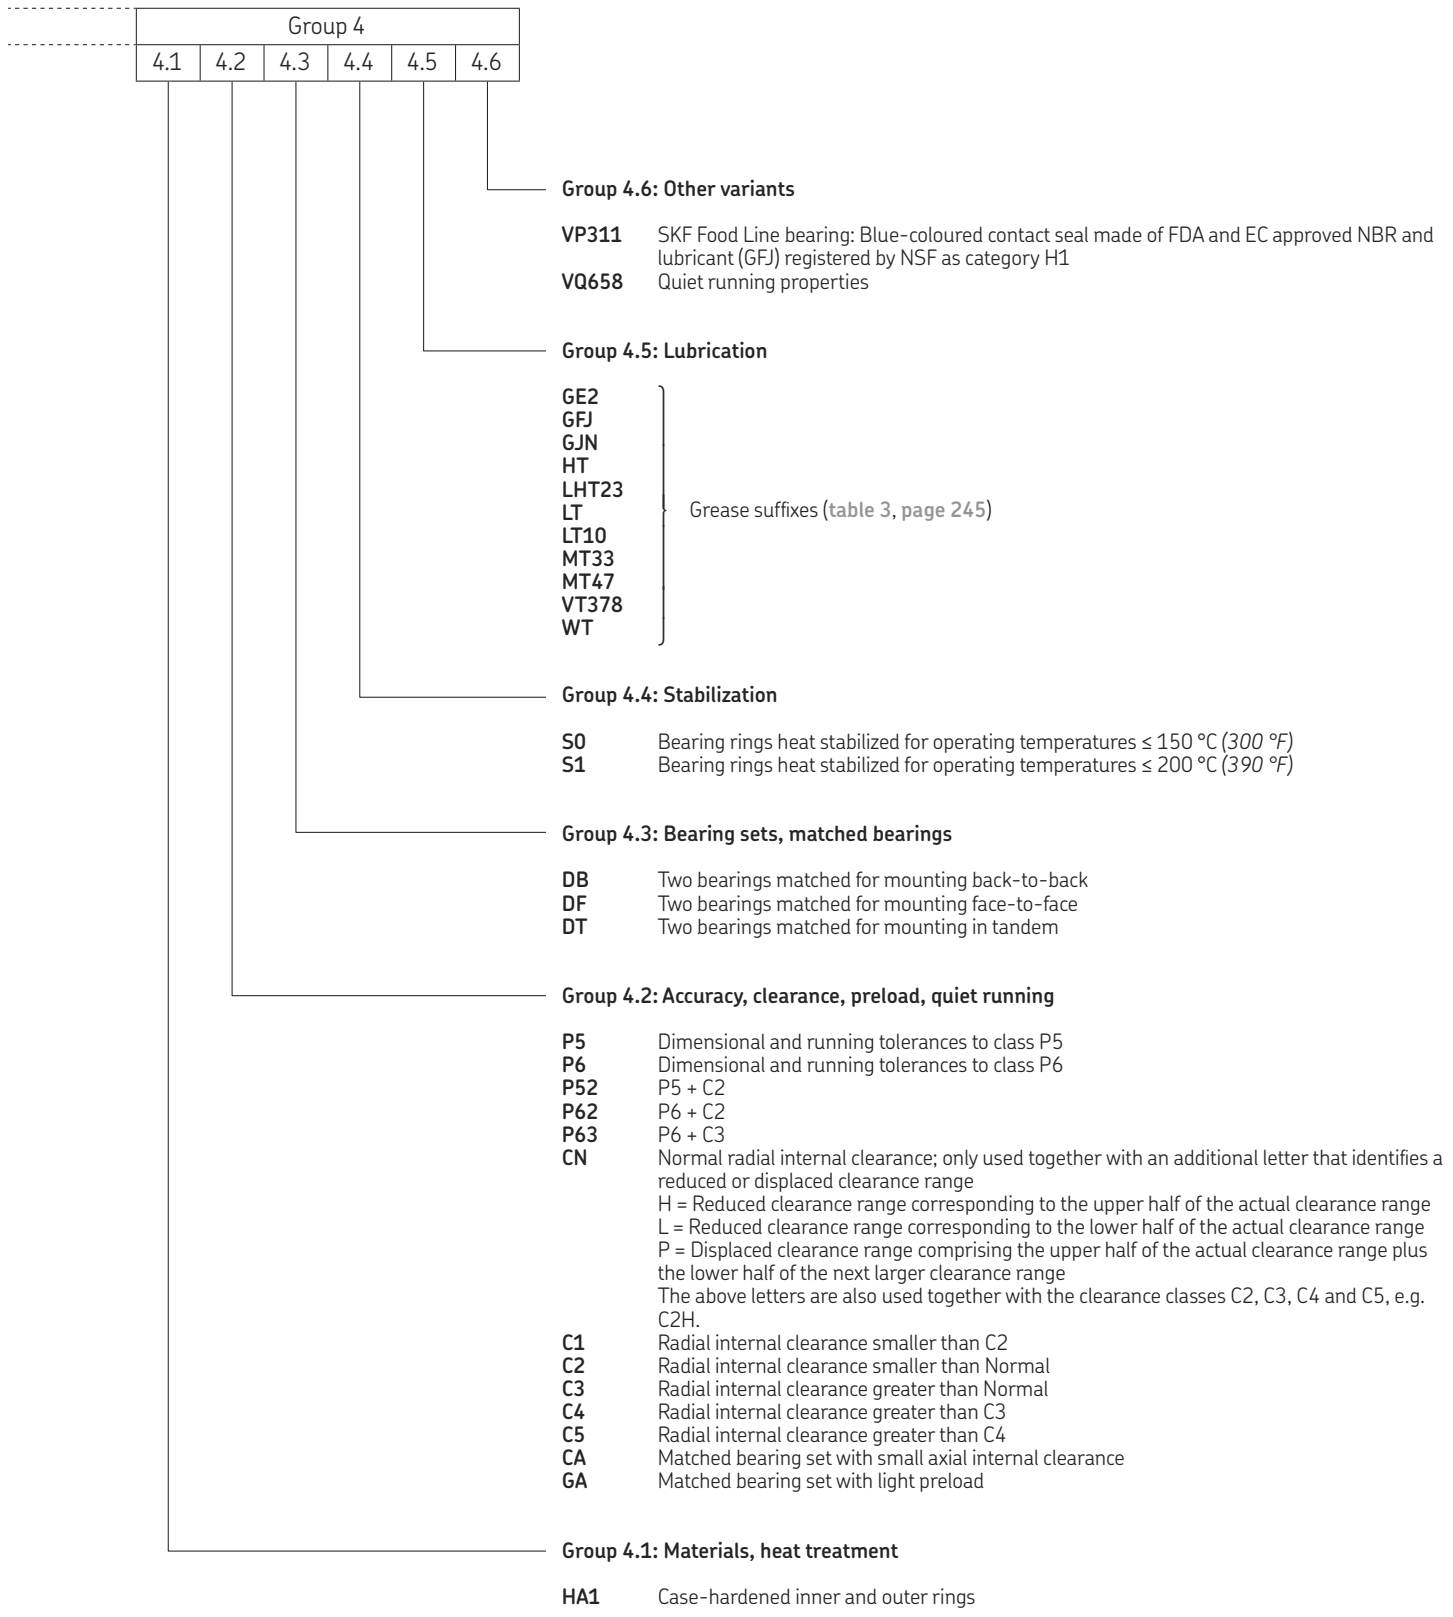 Group 4
4.1 4.2 4.3 4.4 4.5 4.6
Group 4.6: Other variants
VP311 SKF Food Line bearing: Blue-coloured contact seal made of FDA and EC approved NBR and
lubricant (GFJ) registered by NSF as category H1
VQ658 Quiet running properties
Group 4.5: Lubrication
GE2
GFJ
GJN
HT
LHT23
LT Grease suffixes (table 3, page 245)
LT10
MT33
MT47
VT378
WT
Group 4.4: Stabilization
S0 Bearing rings heat stabilized for operating temperatures ≤ 150 °C (300 °F)
S1 Bearing rings heat stabilized for operating temperatures ≤ 200 °C (390 °F)
Group 4.3: Bearing sets, matched bearings
DB Two bearings matched for mounting back-to-back
DF Two bearings matched for mounting face-to-face
DT Two bearings matched for mounting in tandem
Group 4.2: Accuracy, clearance, preload, quiet running
P5 Dimensional and running tolerances to class P5
P6 Dimensional and running tolerances to class P6
P52 P5 + C2
P62 P6 + C2
P63 P6 + C3
CN Normal radial internal clearance; only used together with an additional letter that identifies a
reduced or displaced clearance range
H = Reduced clearance range corresponding to the upper half of the actual clearance range
L = Reduced clearance range corresponding to the lower half of the actual clearance range
P = Displaced clearance range comprising the upper half of the actual clearance range plus
the lower half of the next larger clearance range
The above letters are also used together with the clearance classes C2, C3, C4 and C5, e.g.
C2H.
C1 Radial internal clearance smaller than C2
C2 Radial internal clearance smaller than Normal
C3 Radial internal clearance greater than Normal
C4 Radial internal clearance greater than C3
C5 Radial internal clearance greater than C4
CA Matched bearing set with small axial internal clearance
GA Matched bearing set with light preload
Group 4.1: Materials, heat treatment
HA1 Case-hardened inner and outer rings